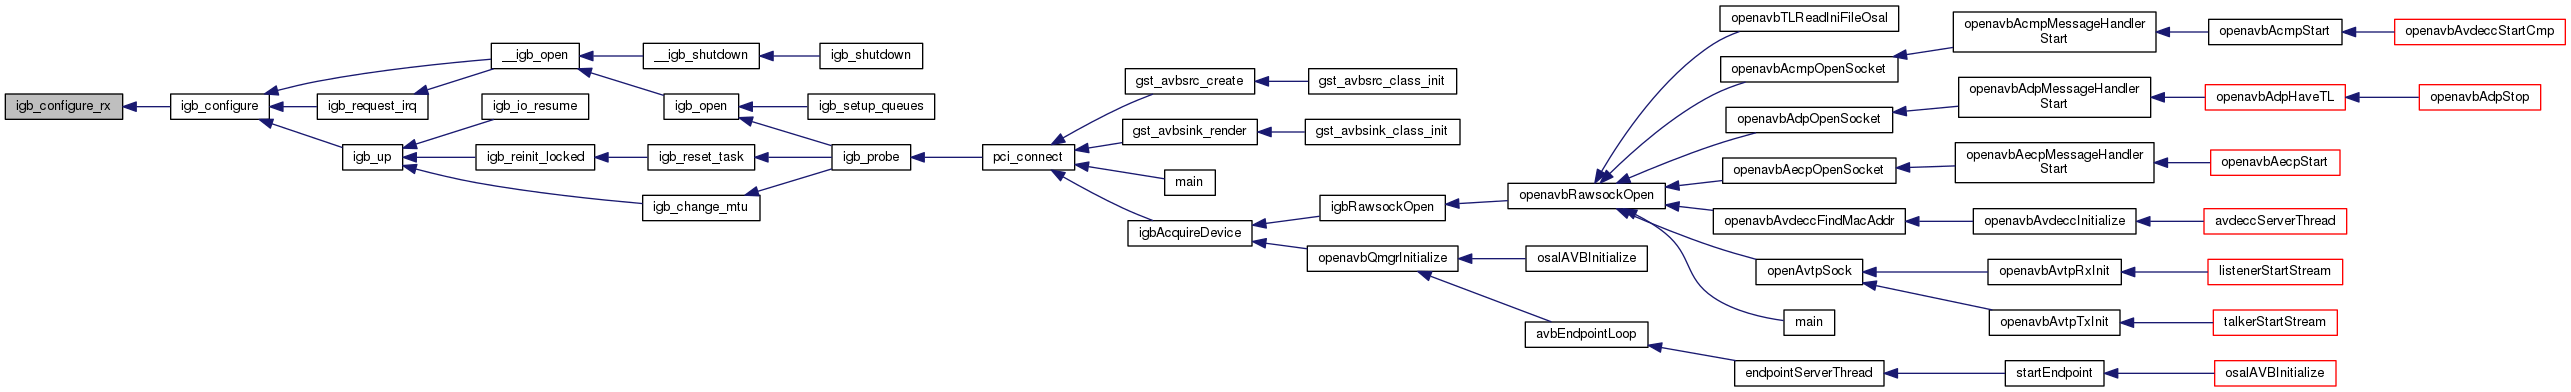 igb_configure_rx
igb_configure
__igb_open
igb_request_irq
igb_up
__igb_shutdown
igb_io_resume
igb_reinit_locked
igb_open
igb_reset_task
igb_change_mtu
igb_shutdown
igb_setup_queues
igb_probe
pci_connect
gst_avbsrc_create
gst_avbsink_render
main
igbAcquireDevice
gst_avbsrc_class_init
gst_avbsink_class_init
igbRawsockOpen
openavbQmgrInitialize
openavbRawsockOpen
osalAVBInitialize
avbEndpointLoop
openavbTLReadIniFileOsal
openavbAcmpOpenSocket
openavbAdpOpenSocket
openavbAecpOpenSocket
openavbAvdeccFindMacAddr
openAvtpSock
main
endpointServerThread
openavbAcmpMessageHandler
Start
openavbAdpMessageHandler
Start
openavbAecpMessageHandler
Start
openavbAvdeccInitialize
openavbAvtpRxInit
openavbAvtpTxInit
startEndpoint
openavbAcmpStart
openavbAdpHaveTL
openavbAecpStart
avdeccServerThread
listenerStartStream
talkerStartStream
osalAVBInitialize
openavbAvdeccStartCmp
openavbAdpStop